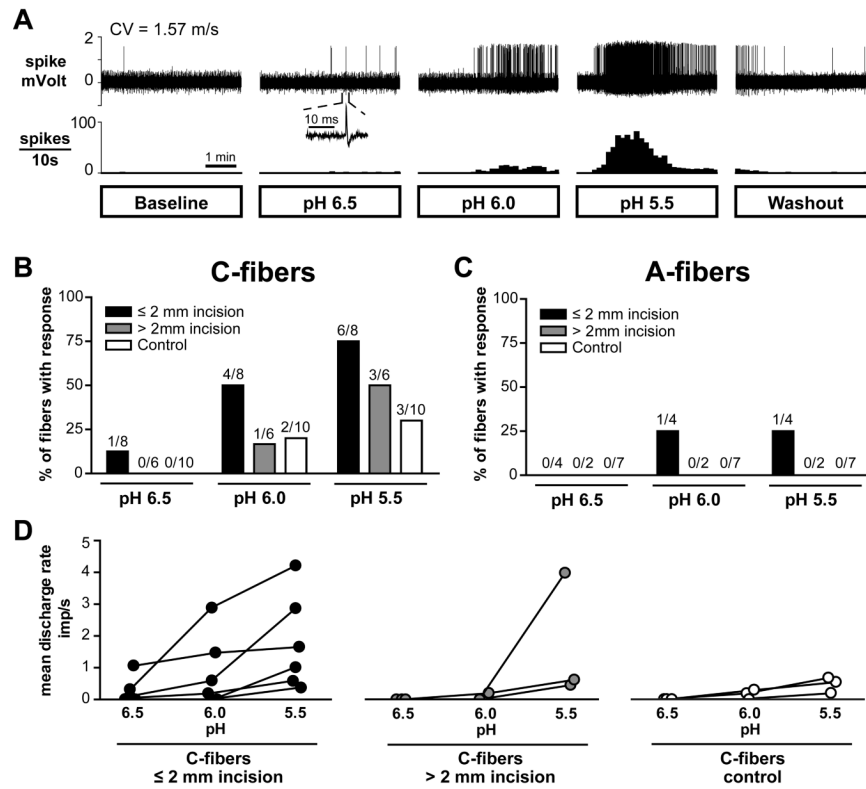 A
CV = 1.57 m/s
spike
mVolt
2
0
10 ms
spikes
10s
100
0
1 min
Baseline
pH 6.5
pH 6.0
pH 5.5
Washout
B
C-fibers
% of fibers with response
100
75
50
25
0
≤ 2 mm incision
> 2mm incision
Control
1/8
0/6
0/10
4/8
1/6
2/10
6/8
3/6
3/10
pH 6.5
pH 6.0
pH 5.5
C
A-fibers
% of fibers with response
100
75
50
25
0
≤ 2 mm incision
> 2mm incision
Control
0/4
0/2
0/7
1/4
0/2
0/7
1/4
0/2
0/7
pH 6.5
pH 6.0
pH 5.5
D
mean discharge rate
imp/s
5
4
3
2
1
0
6.5
6.0
5.5
pH
C-fibers
≤ 2 mm incision
6.5
6.0
5.5
pH
C-fibers
> 2 mm incision
6.5
6.0
5.5
pH
C-fibers
control